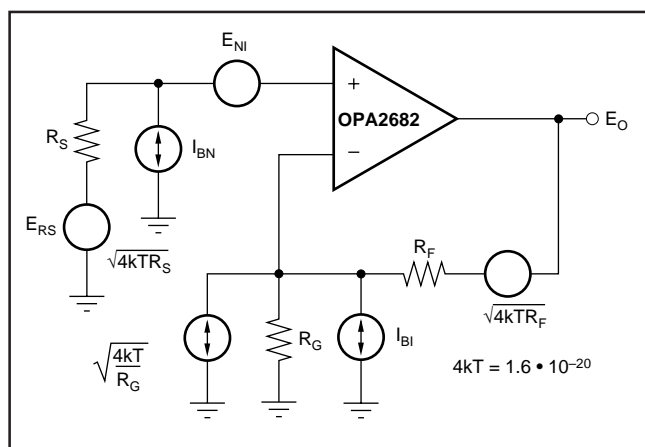 E_NI
+
OPA2682
−
E_O
R_S
I_BN
E_RS
√4kTR_S
R_F
√4kTR_F
√4kT/R_G
R_G
I_BI
4kT = 1.6 • 10^–20